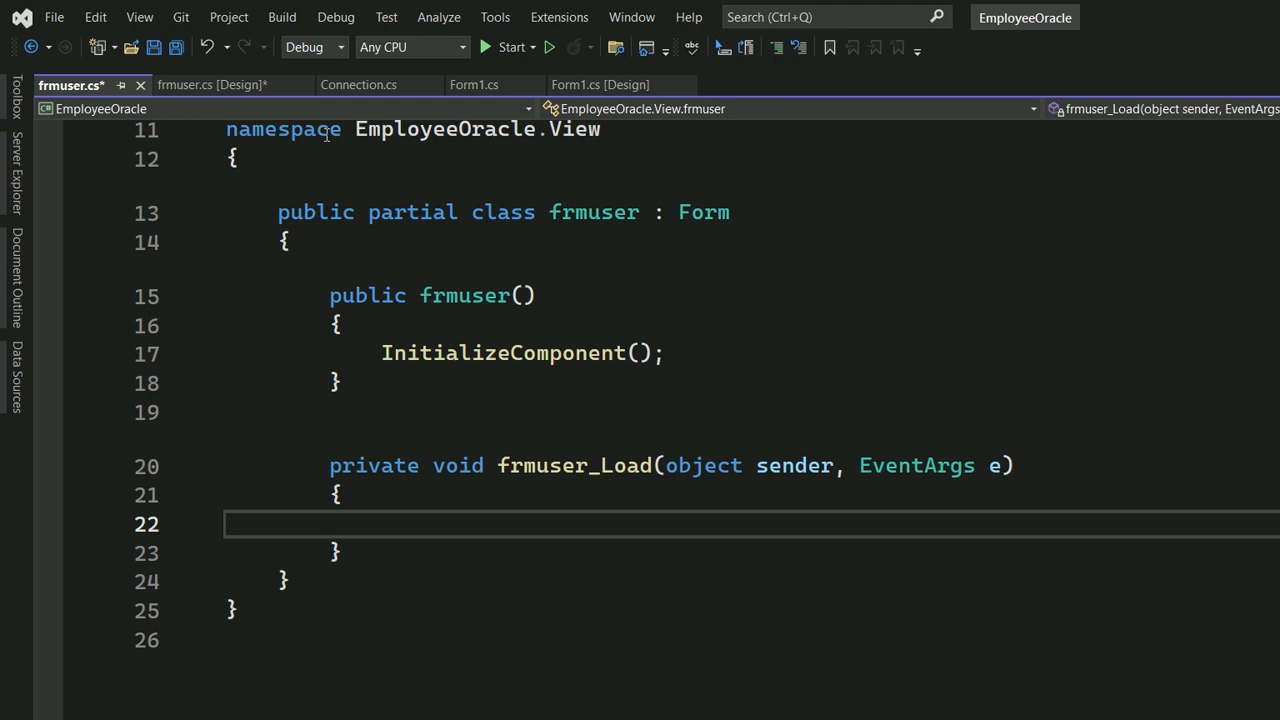 File Edit View Git Project Build Debug Test Analyze Tools Extensions Window Help Search (Ctrl+Q) EmployeeOracle
Debug Any CPU Start
frmuser.cs* frmuser.cs [Design]* Connection.cs Form1.cs Form1.cs [Design]
C# EmployeeOracle EmployeeOracle.View.frmuser frmuser_Load(object sender, EventArgs
Toolbox
Server Explorer
Document Outline
Data Sources
11 namespace EmployeeOracle.View
12 {
13 public partial class frmuser : Form
14 {
15 public frmuser()
16 {
17 InitializeComponent();
18 }
19
20 private void frmuser_Load(object sender, EventArgs e)
21 {
22
23 }
24 }
25 }
26